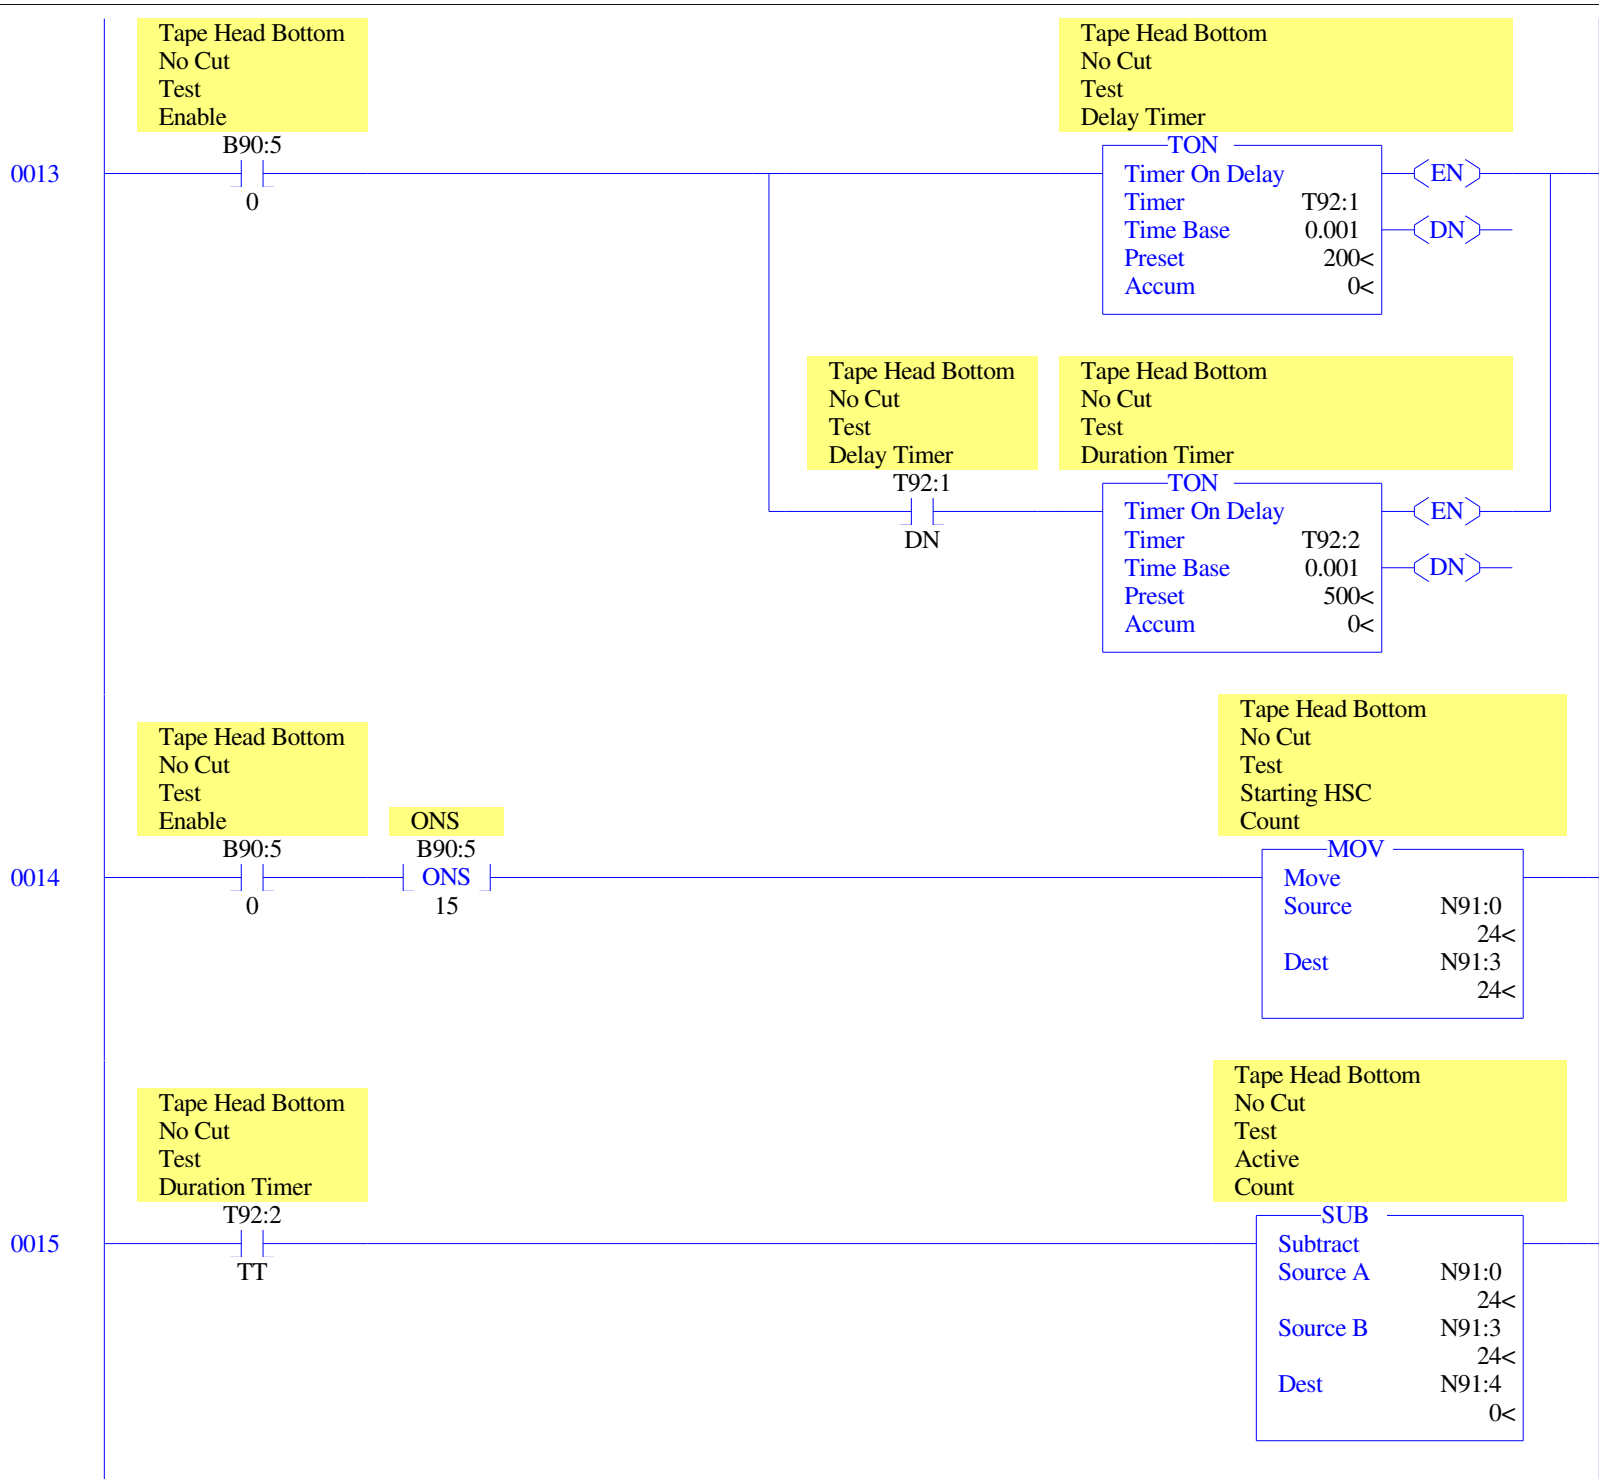 Tape Head Bottom
No Cut
Test
Enable
B90:5
0
Tape Head Bottom
No Cut
Test
Delay Timer
0013
TON
Timer On Delay
Timer T92:1
Time Base 0.001
Preset 200<
Accum 0<
EN
DN
Tape Head Bottom
No Cut
Test
Delay Timer
T92:1
DN
Tape Head Bottom
No Cut
Test
Duration Timer
TON
Timer On Delay
Timer T92:2
Time Base 0.001
Preset 500<
Accum 0<
EN
DN
Tape Head Bottom
No Cut
Test
Enable
B90:5
0
ONS
B90:5
ONS
15
Tape Head Bottom
No Cut
Test
Starting HSC
Count
0014
MOV
Move
Source N91:0
24<
Dest N91:3
24<
Tape Head Bottom
No Cut
Test
Duration Timer
T92:2
TT
Tape Head Bottom
No Cut
Test
Active
Count
0015
SUB
Subtract
Source A N91:0
24<
Source B N91:3
24<
Dest N91:4
0<